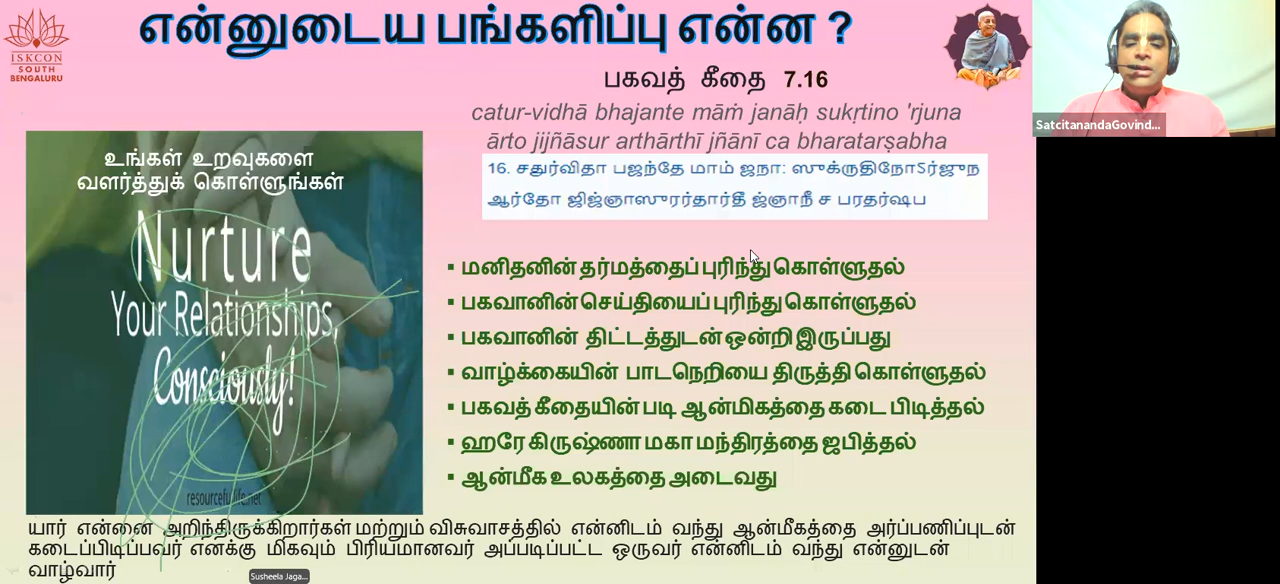 என்னுடைய பங்களிப்பு என்ன ?
ISKCON
SOUTH
BENGALURU
பகவத் கீதை 7.16
catur-vidhā bhajante māṁ janāḥ sukṛtino 'rjuna
ārto jijñāsur arthārthī jñānī ca bharatarṣabha
16. சதுர்விதா பஜந்தே மாம் ஜநா: ஸுக்ருதிநோऽர்ஜுந
ஆர்தோ ஜிஜ்ஞாஸுரர்தார்தீ ஜ்ஞாநீ ச பரதர்ஷப
உங்கள் உறவுகளை
வளர்த்துக் கொள்ளுங்கள்
Nurture
Your Relationships,
Consciously!
resourcefullife.net
▪ மனிதனின் தர்மத்தைப் புரிந்து கொள்ளுதல்
▪ பகவானின் செய்தியைப் புரிந்து கொள்ளுதல்
▪ பகவானின் திட்டத்துடன் ஒன்றி இருப்பது
▪ வாழ்க்கையின் பாடநெறியை திருத்தி கொள்ளுதல்
▪ பகவத் கீதையின் படி ஆன்மிகத்தை கடை பிடித்தல்
▪ ஹரே கிருஷ்ணா மகா மந்திரத்தை ஜபித்தல்
▪ ஆன்மீக உலகத்தை அடைவது
யார் என்னை அறிந்திருக்கிறார்கள் மற்றும் விசுவாசத்தில் என்னிடம் வந்து ஆன்மீகத்தை அர்ப்பணிப்புடன்
கடைப்பிடிப்பவர் எனக்கு மிகவும் பிரியமானவர் அப்படிப்பட்ட ஒருவர் என்னிடம் வந்து என்னுடன்
வாழ்வார்
SatcitanandaGovind...
Susheela Jaga...